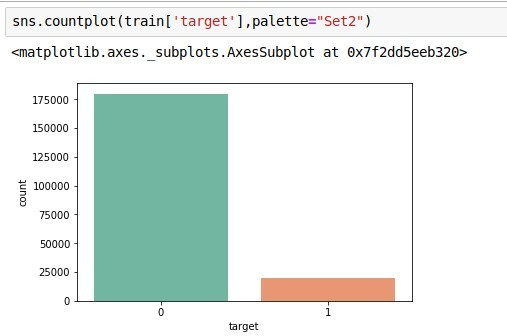 sns.countplot(train['target'],palette="Set2")
<matplotlib.axes._subplots.AxesSubplot at 0x7f2dd5eeb320>
175000
150000
125000
100000
75000
50000
25000
0
count
0 1
target